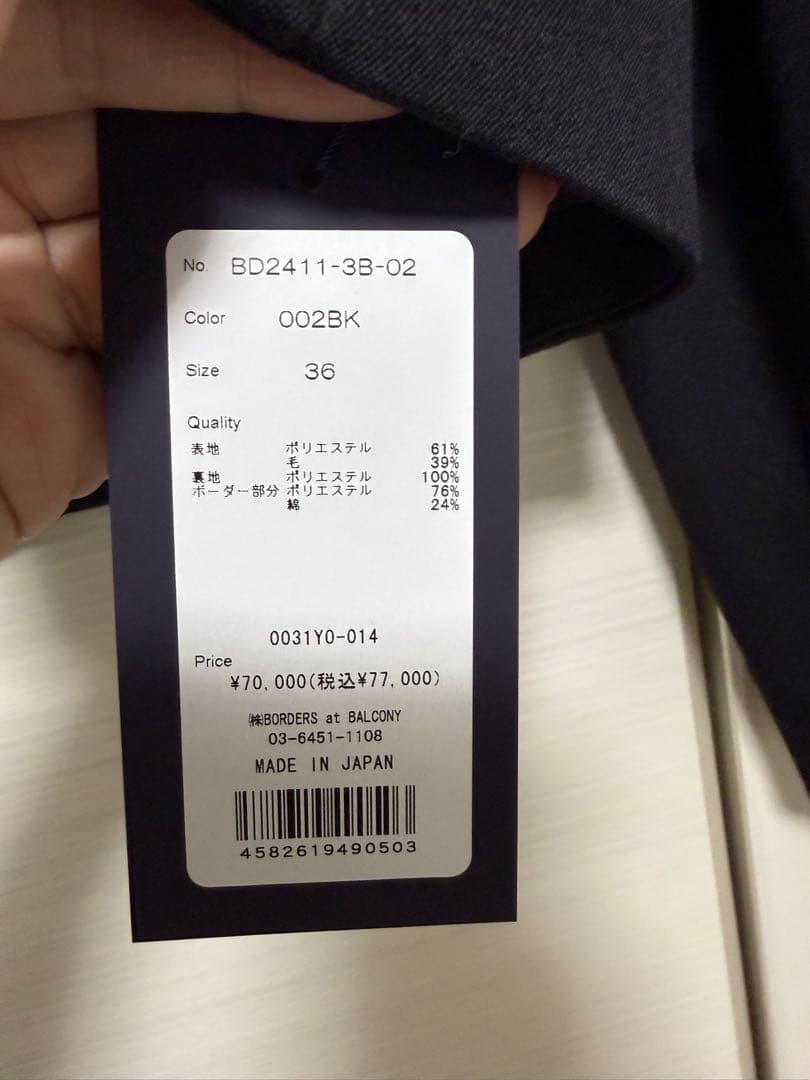 No. BD2411-3B-02
Color 002BK
Size 36
Quality
表地 ポリエステル 61%
毛 39%
裏地 ポリエステル 100%
ボーダー部分 ポリエステル 76%
綿 24%
0031Y0-014
Price
¥70,000(税込¥77,000)
㈱BORDERS at BALCONY
03-6451-1108
MADE IN JAPAN
4582619490503